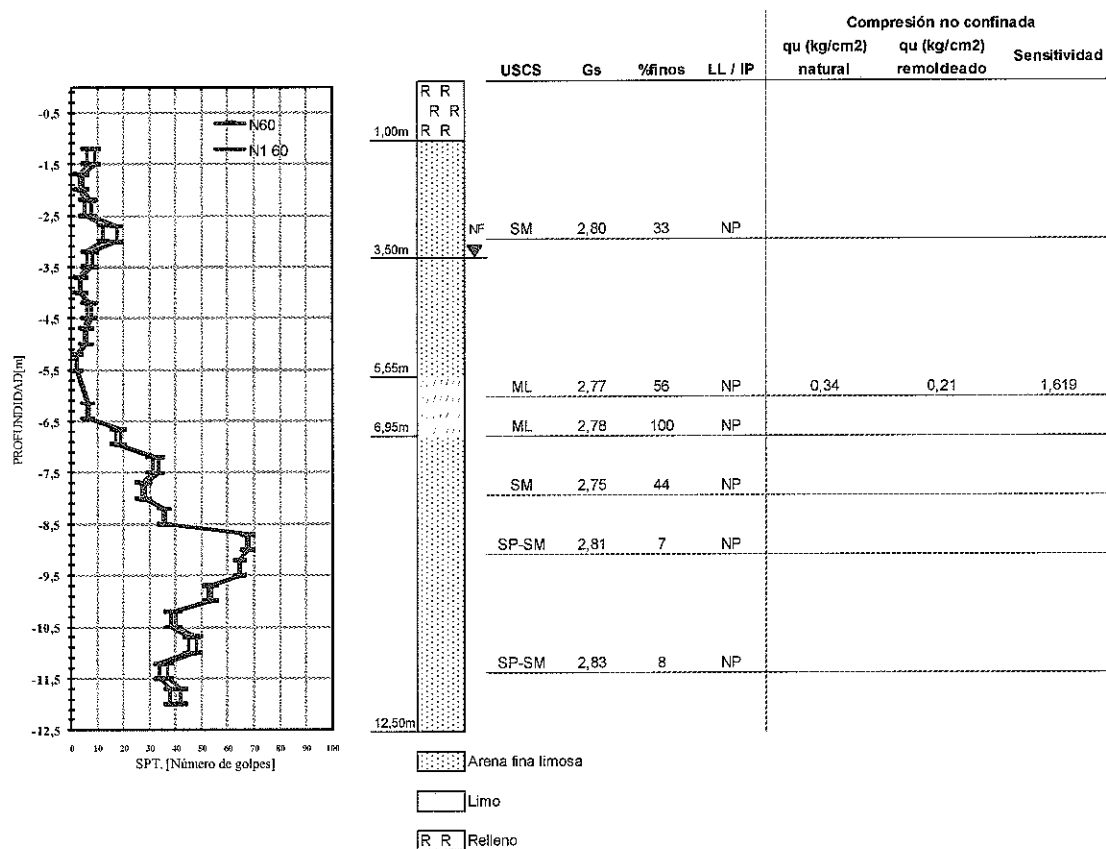 Compresión no confinada
USCS Gs %finos LL / IP qu (kg/cm2) natural qu (kg/cm2) remoldeado Sensitividad
N60
N1 60
PROFUNDIDAD[m]
-0,5
-1,5
-2,5
-3,5
-4,5
-5,5
-6,5
-7,5
-8,5
-9,5
-10,5
-11,5
-12,5
0 10 20 30 40 50 60 70 80 90 100
SPT. [Número de golpes]
R R
R R
R R
1,00m
NF
3,50m
5,65m
6,95m
12,50m
SM 2,80 33 NP
ML 2,77 56 NP 0,34 0,21 1,619
ML 2,78 100 NP
SM 2,75 44 NP
SP-SM 2,81 7 NP
SP-SM 2,83 8 NP
Arena fina limosa
Limo
R R Relleno